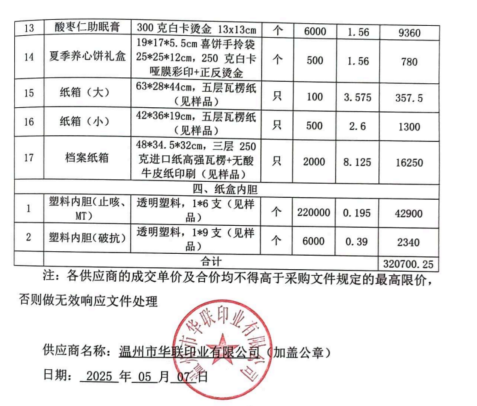 13 酸枣仁助眠膏 300 克白卡烫金 13x13cm 个 6000 1.56 9360
14 夏季养心饼礼盒 19*17*5.5cm 喜饼手拎袋 25*25*12cm，250 克白卡 哑膜彩印+正反烫金 个 500 1.56 780
15 纸箱（大） 63*28*44cm，五层瓦楞纸 （见样品） 只 100 3.575 357.5
16 纸箱（小） 42*36*19cm，五层瓦楞纸 （见样品） 只 500 2.6 1300
17 档案纸箱 48*34.5*32cm，三层 250 克进口纸高强瓦楞+无酸 牛皮纸印刷（见样品） 只 2000 8.125 16250
四、纸盒内胆
1 塑料内胆（止咳、MT） 透明塑料，1*6 支（见样品） 个 220000 0.195 42900
2 塑料内胆（破抗） 透明塑料，1*9 支（见样品） 个 6000 0.39 2340
合计 320700.25
注：各供应商的成交单价及合价均不得高于采购文件规定的最高限价，
否则做无效响应文件处理
供应商名称：温州市华联印业有限公司（加盖公章）
日期： 2025 年 05 月 07 日
温州市华联印业有限公司